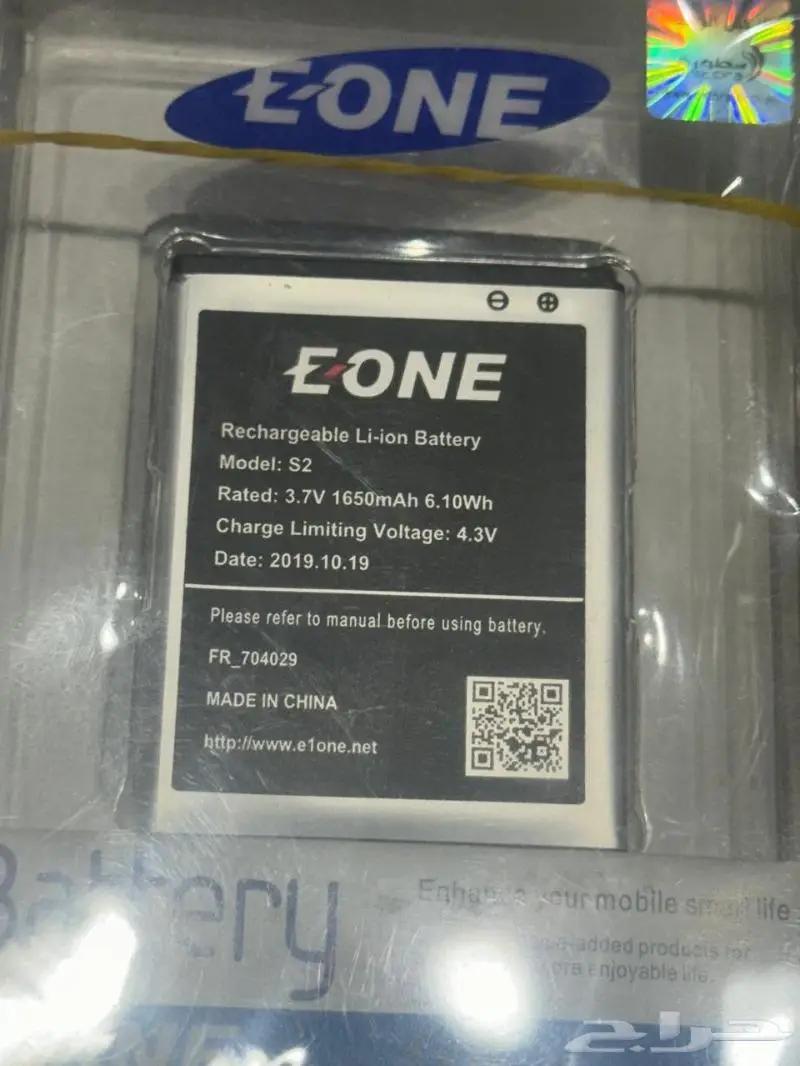 E-ONE
E-ONE
Rechargeable Li-ion Battery
Model: S2
Rated: 3.7V 1650mAh 6.10Wh
Charge Limiting Voltage: 4.3V
Date: 2019.10.19
Please refer to manual before using battery.
FR_704029
MADE IN CHINA
http://www.e1one.net
Battery
Enhance your mobile smart life
added products for
enjoyable life.
حراج